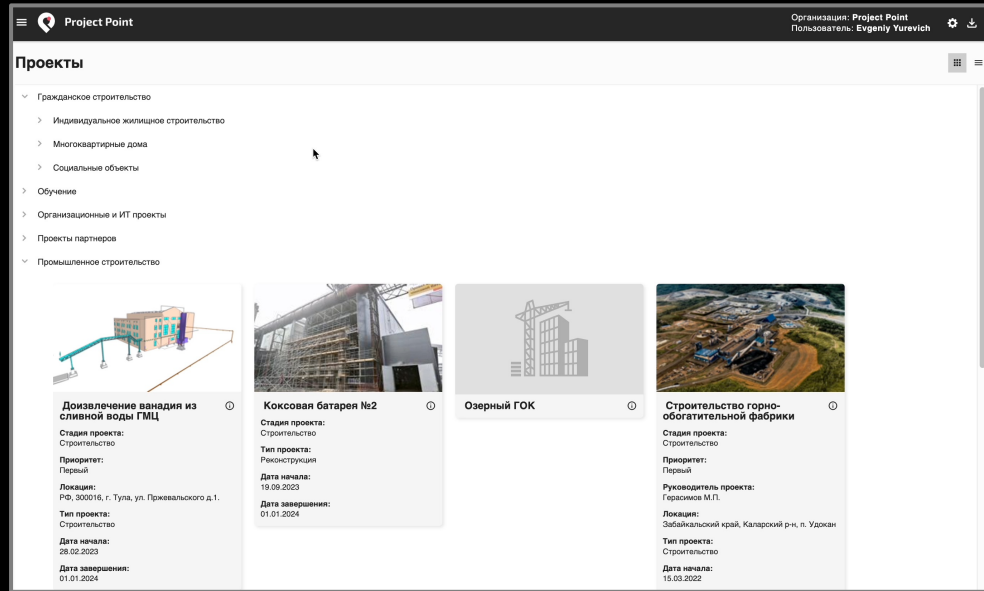 Project Point
Организация: Project Point
Пользователь: Evgeniy Yurevich
Проекты
Гражданское строительство
Индивидуальное жилищное строительство
Многоквартирные дома
Социальные объекты
Обучение
Организационные и ИТ проекты
Проекты партнеров
Промышленное строительство
Доизвлечение ванадия из
сливной воды ГМЦ
Стадия проекта:
Строительство
Приоритет:
Первый
Локация:
РФ, 300016, г. Тула, ул. Пржевальского д.1.
Тип проекта:
Строительство
Дата начала:
28.02.2023
Дата завершения:
01.01.2024
Коксовая батарея №2
Стадия проекта:
Строительство
Тип проекта:
Реконструкция
Дата начала:
19.09.2023
Дата завершения:
01.01.2024
Озерный ГОК
Строительство горно-
обогатительной фабрики
Стадия проекта:
Строительство
Приоритет:
Первый
Руководитель проекта:
Герасимов М.П.
Локация:
Забайкальский край, Каларский р-н, п. Удокан
Тип проекта:
Строительство
Дата начала:
15.03.2022